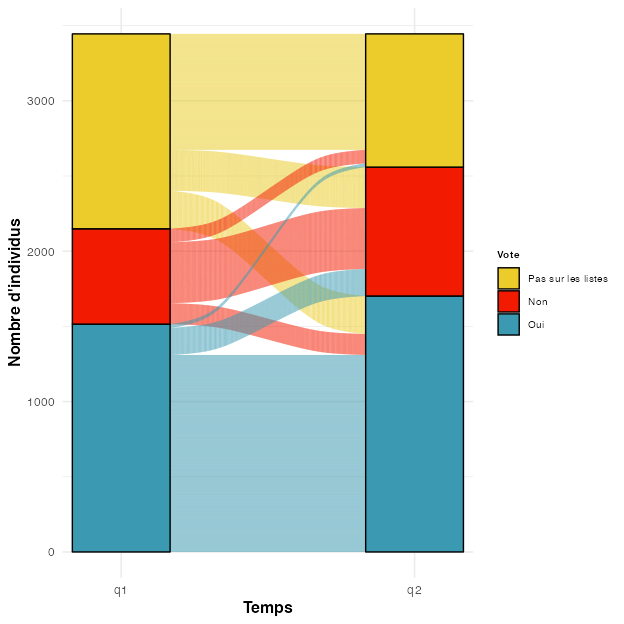 Nombre d'individus
3000
2000
1000
0
q1
q2
Temps
Vote
Pas sur les listes
Non
Oui